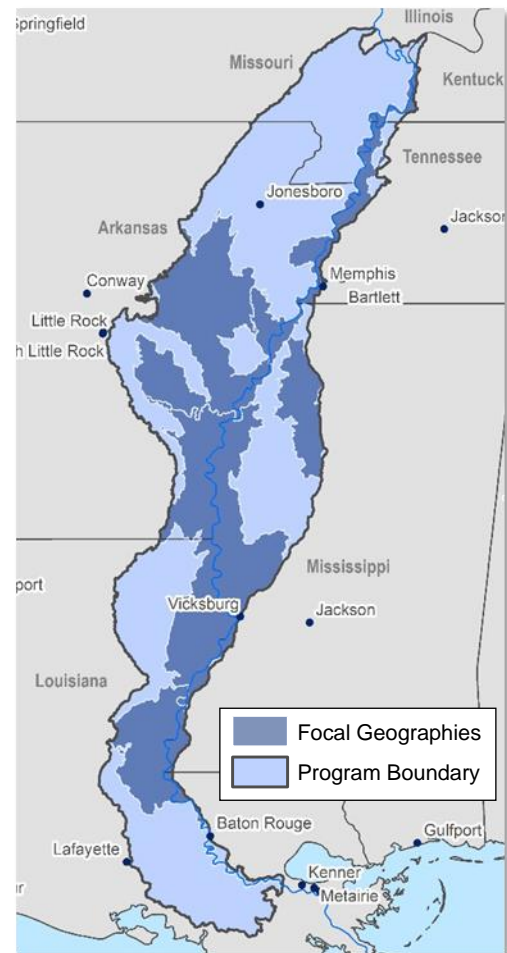 Illinois
Springfield
Missouri
Kentuck
Tennessee
Jonesboro
Jackson
Arkansas
Conway
Memphis
Bartlett
Little Rock
h Little Rock
Mississippi
port
Vicksburg
Jackson
Louisiana
Focal Geographies
Program Boundary
Baton Rouge
Gulfport
Lafayette
Kenner
Metairie